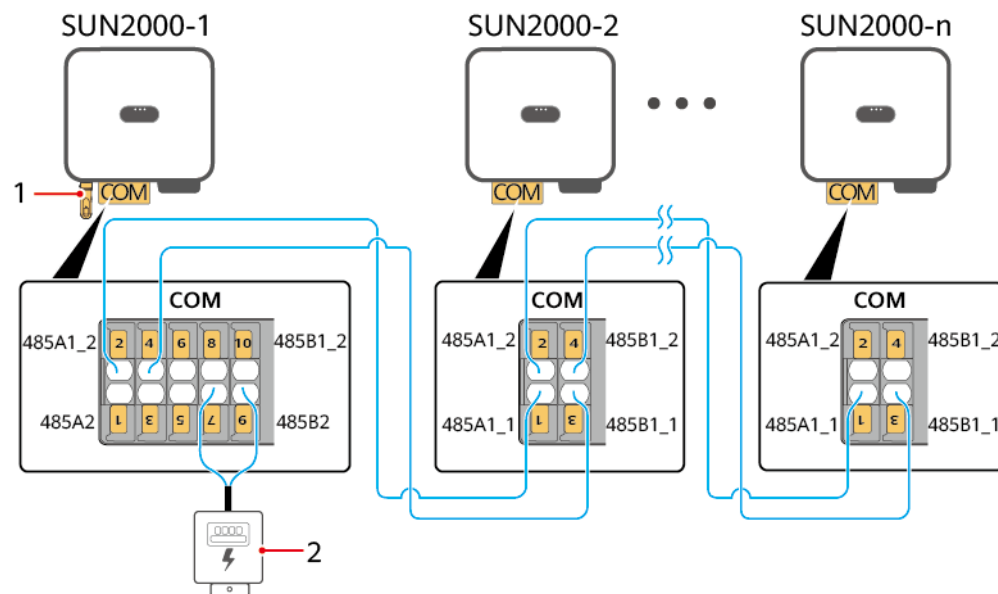 SUN2000-1
SUN2000-2
SUN2000-n
1
COM
COM
COM
COM
485A1_2
2
4
6
8
10
485B1_2
485A2
1
3
5
7
9
485B2
COM
485A1_2
2
4
485B1_2
485A1_1
1
3
485B1_1
COM
485A1_2
2
4
485B1_2
485A1_1
1
3
485B1_1
2